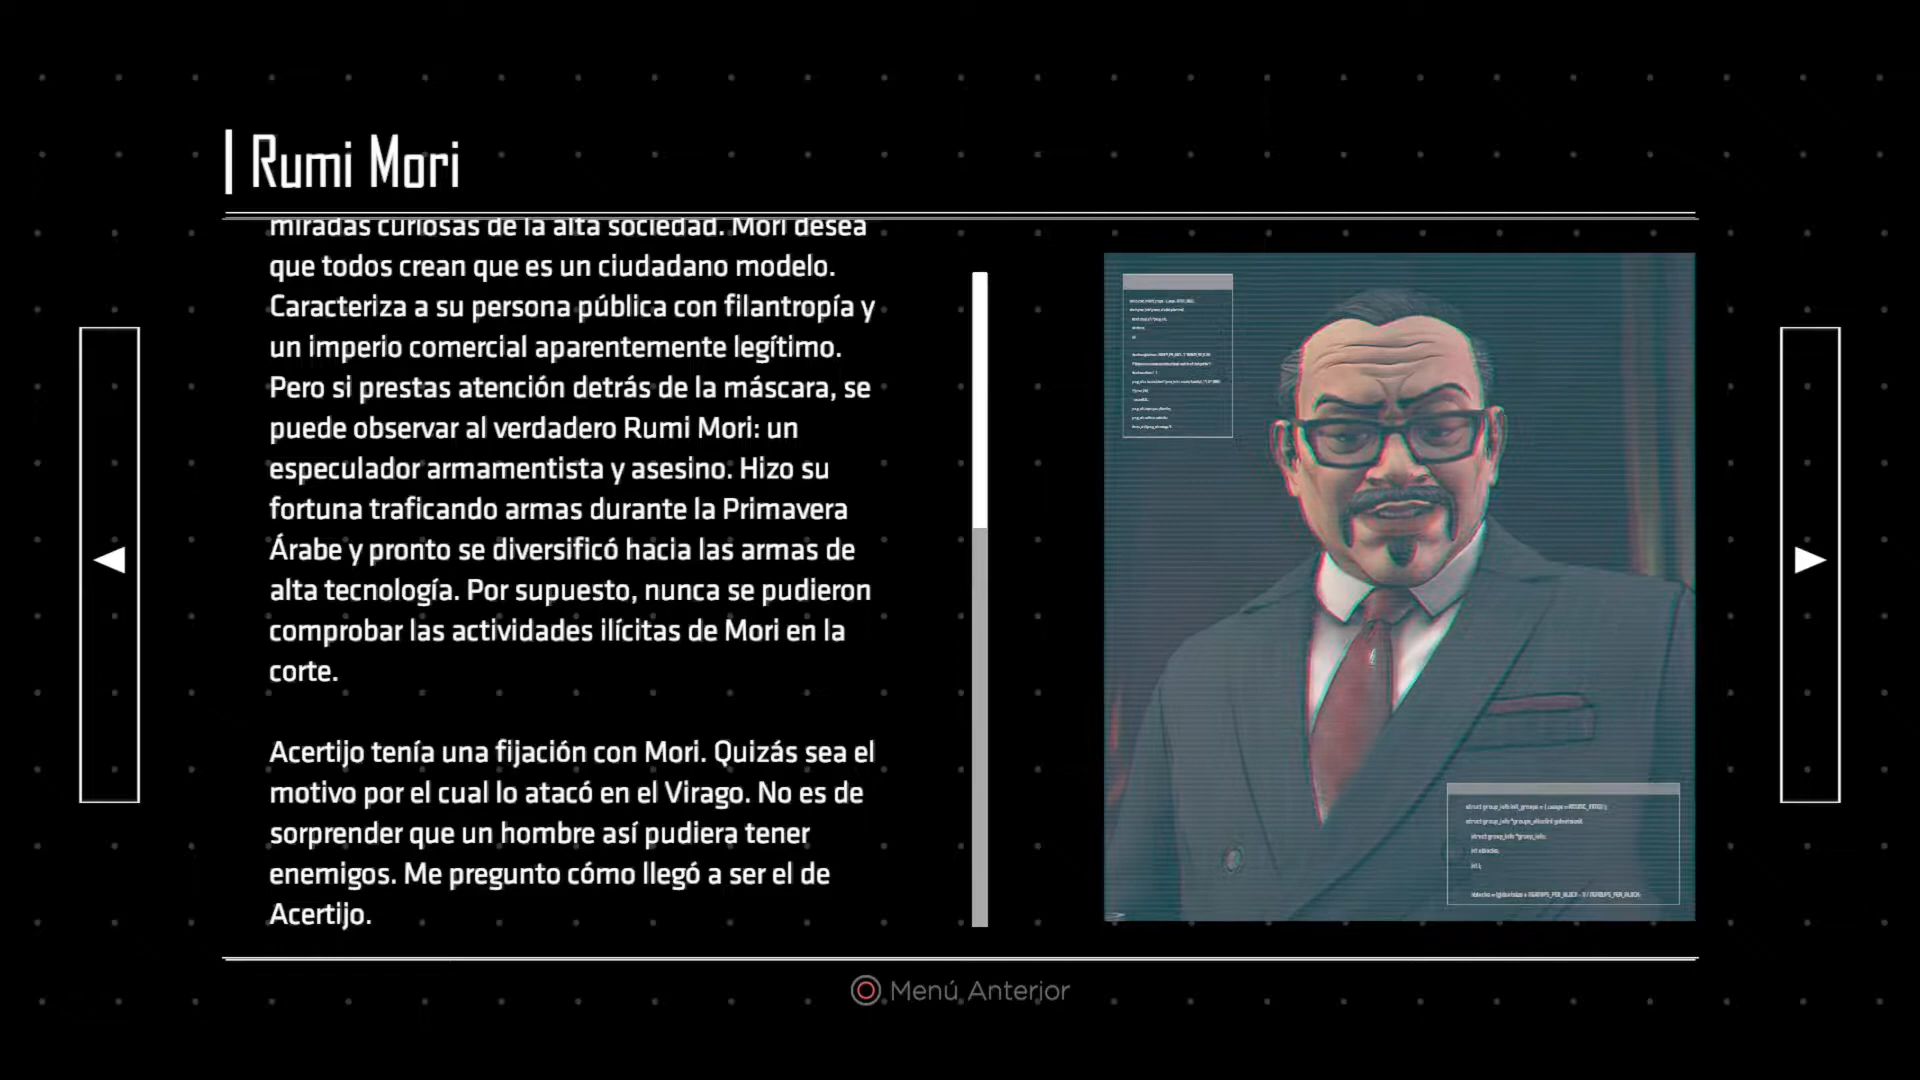 Rumi Mori
miradas curiosas de la alta sociedad. Mori desea
que todos crean que es un ciudadano modelo.
Caracteriza a su persona pública con filantropía y
un imperio comercial aparentemente legítimo.
Pero si prestas atención detrás de la máscara, se
puede observar al verdadero Rumi Mori: un
especulador armamentista y asesino. Hizo su
fortuna traficando armas durante la Primavera
Árabe y pronto se diversificó hacia las armas de
alta tecnología. Por supuesto, nunca se pudieron
comprobar las actividades ilícitas de Mori en la
corte.
Acertijo tenía una fijación con Mori. Quizás sea el
motivo por el cual lo atacó en el Virago. No es de
sorprender que un hombre así pudiera tener
enemigos. Me pregunto cómo llegó a ser el de
Acertijo.
Menú Anterior